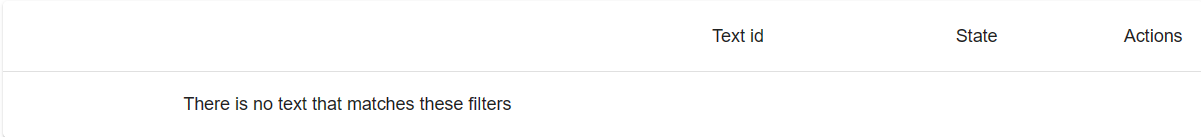 Text id State Actions
There is no text that matches these filters